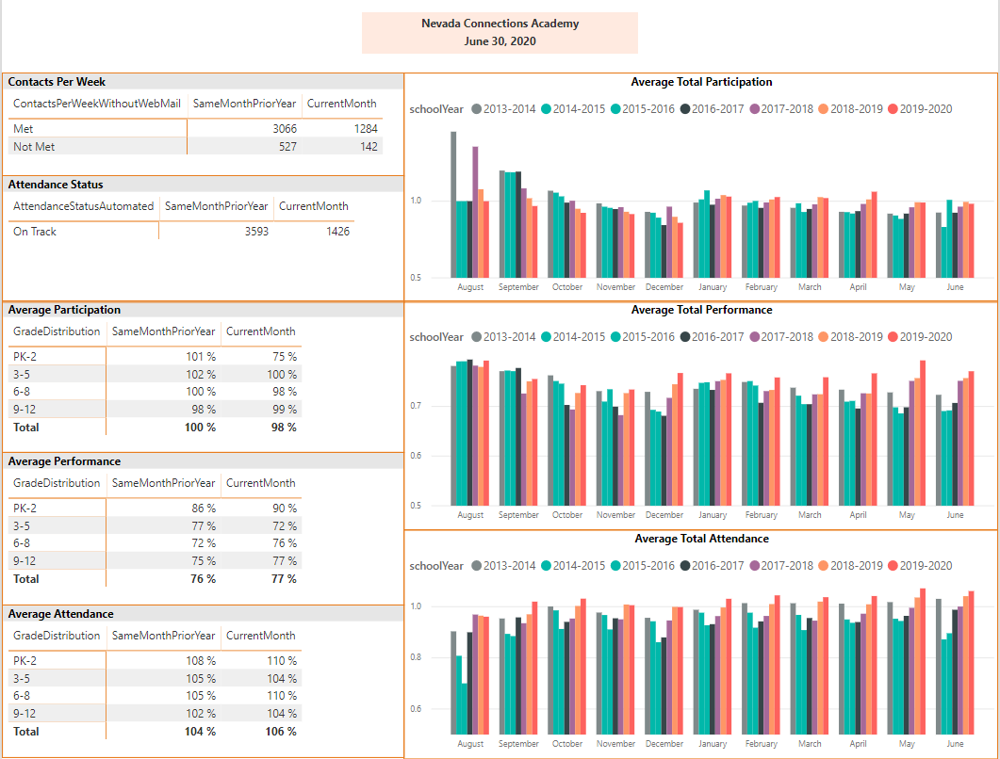 Nevada Connections Academy
June 30, 2020
Contacts Per Week
ContactsPerWeekWithoutWebMail SameMonthPriorYear CurrentMonth
Met 3066 1284
Not Met 527 142
Attendance Status
AttendanceStatusAutomated SameMonthPriorYear CurrentMonth
On Track 3593 1426
Average Participation
GradeDistribution SameMonthPriorYear CurrentMonth
PK-2 101 % 75 %
3-5 102 % 100 %
6-8 100 % 98 %
9-12 98 % 99 %
Total 100 % 98 %
Average Performance
GradeDistribution SameMonthPriorYear CurrentMonth
PK-2 86 % 90 %
3-5 77 % 72 %
6-8 72 % 76 %
9-12 75 % 77 %
Total 76 % 77 %
Average Attendance
GradeDistribution SameMonthPriorYear CurrentMonth
PK-2 108 % 110 %
3-5 105 % 104 %
6-8 105 % 110 %
9-12 102 % 104 %
Total 104 % 106 %
Average Total Participation
schoolYear 2013-2014 2014-2015 2015-2016 2016-2017 2017-2018 2018-2019 2019-2020
1.0
0.5
August September October November December January February March April May June
Average Total Performance
schoolYear 2013-2014 2014-2015 2015-2016 2016-2017 2017-2018 2018-2019 2019-2020
0.7
0.6
0.5
August September October November December January February March April May June
Average Total Attendance
schoolYear 2013-2014 2014-2015 2015-2016 2016-2017 2017-2018 2018-2019 2019-2020
1.0
0.8
0.6
August September October November December January February March April May June